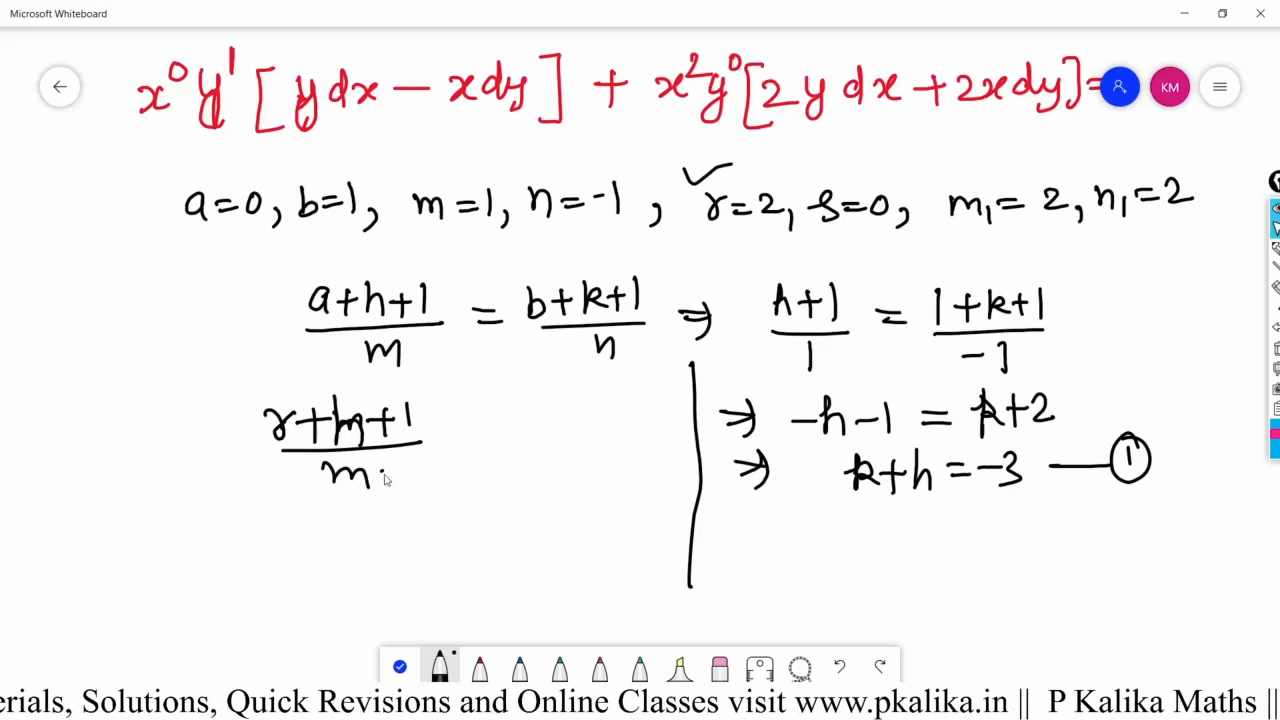 Microsoft Whiteboard
x⁰y¹[ydx − xdy] + x²y⁰[2ydx + 2xdy]=
KM
a=0, b=1, m=1, n=-1, ✓ r=2, s=0, m₁=2, n₁=2
(a+h+1)/m = (b+k+1)/n ⇒ (h+1)/1 = (1+k+1)/-1
(r+h+1)/m
⇒ -h-1 = k+2
⇒ k+h=-3 — ①
erials, Solutions, Quick Revisions and Online Classes visit www.pkalika.in || P Kalika Maths ||